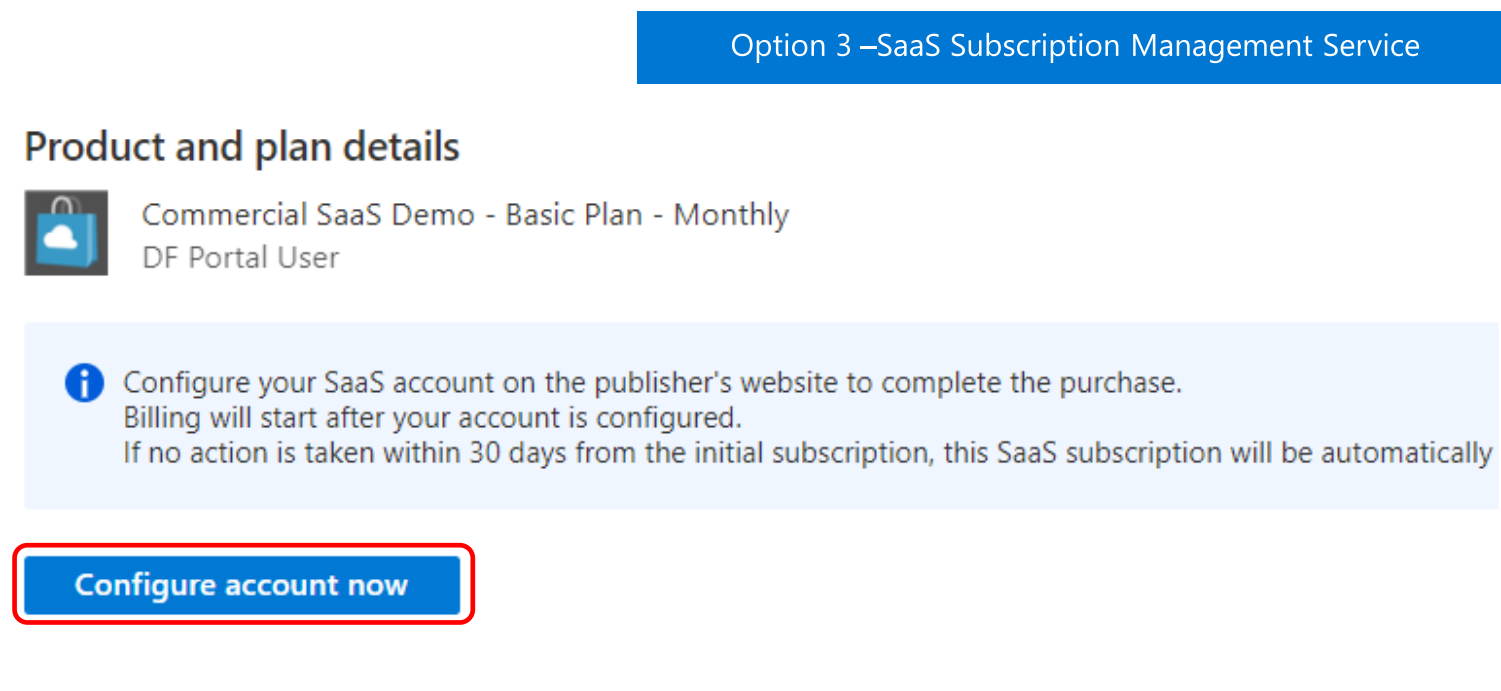 Option 3 –SaaS Subscription Management Service
Product and plan details
Commercial SaaS Demo - Basic Plan - Monthly
DF Portal User
Configure your SaaS account on the publisher's website to complete the purchase.
Billing will start after your account is configured.
If no action is taken within 30 days from the initial subscription, this SaaS subscription will be automatically
Configure account now